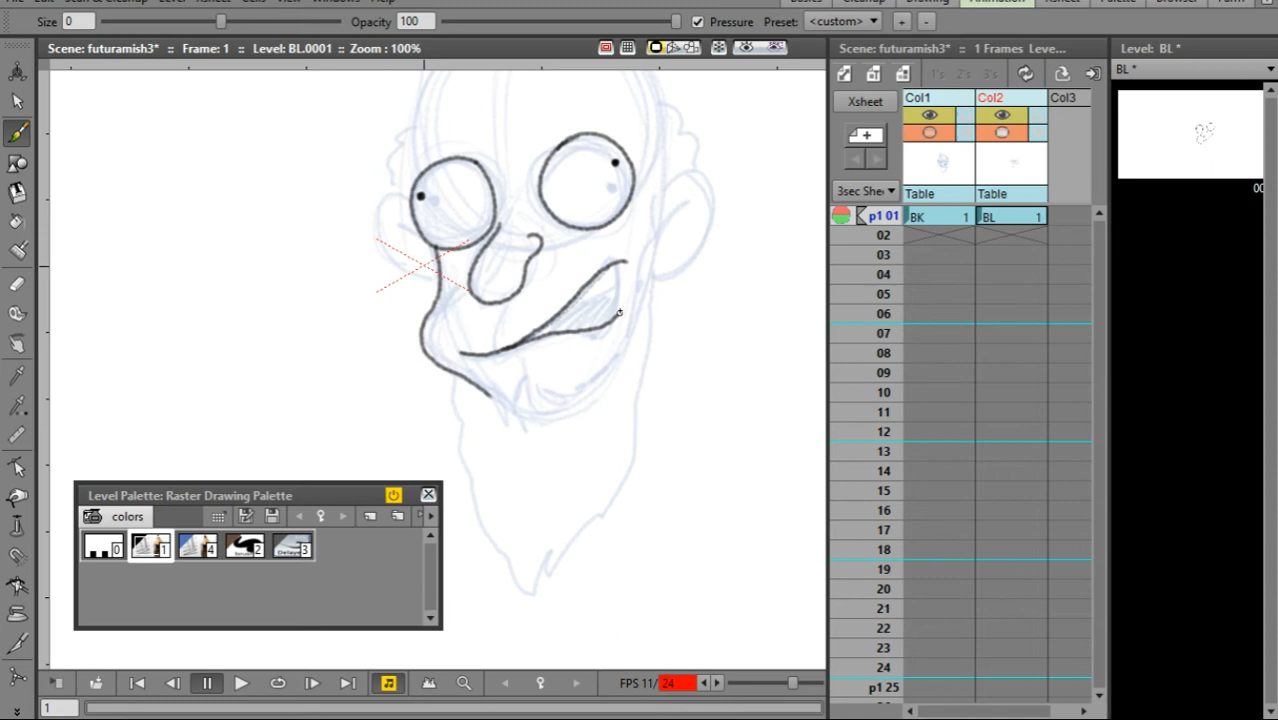 Size 0 Opacity 100 Pressure Preset: <custom> + -
Scene: futuramish3* :: Frame: 1 :: Level: BL.0001 :: Zoom : 100%
Scene: futuramish3* :: 1 Frames Leve...
Level: BL *
1's 2's 3's
BL *
Xsheet
Col1 Col2 Col3
+
3sec She Table Table
p1 01 BK 1 BL 1
02
03
04
05
06
07
08
09
10
11
12
13
14
15
16
17
18
19
20
21
22
23
24
p1 25
Level Palette: Raster Drawing Palette
colors
0 1 4 2 3
FPS 11/ 24
1